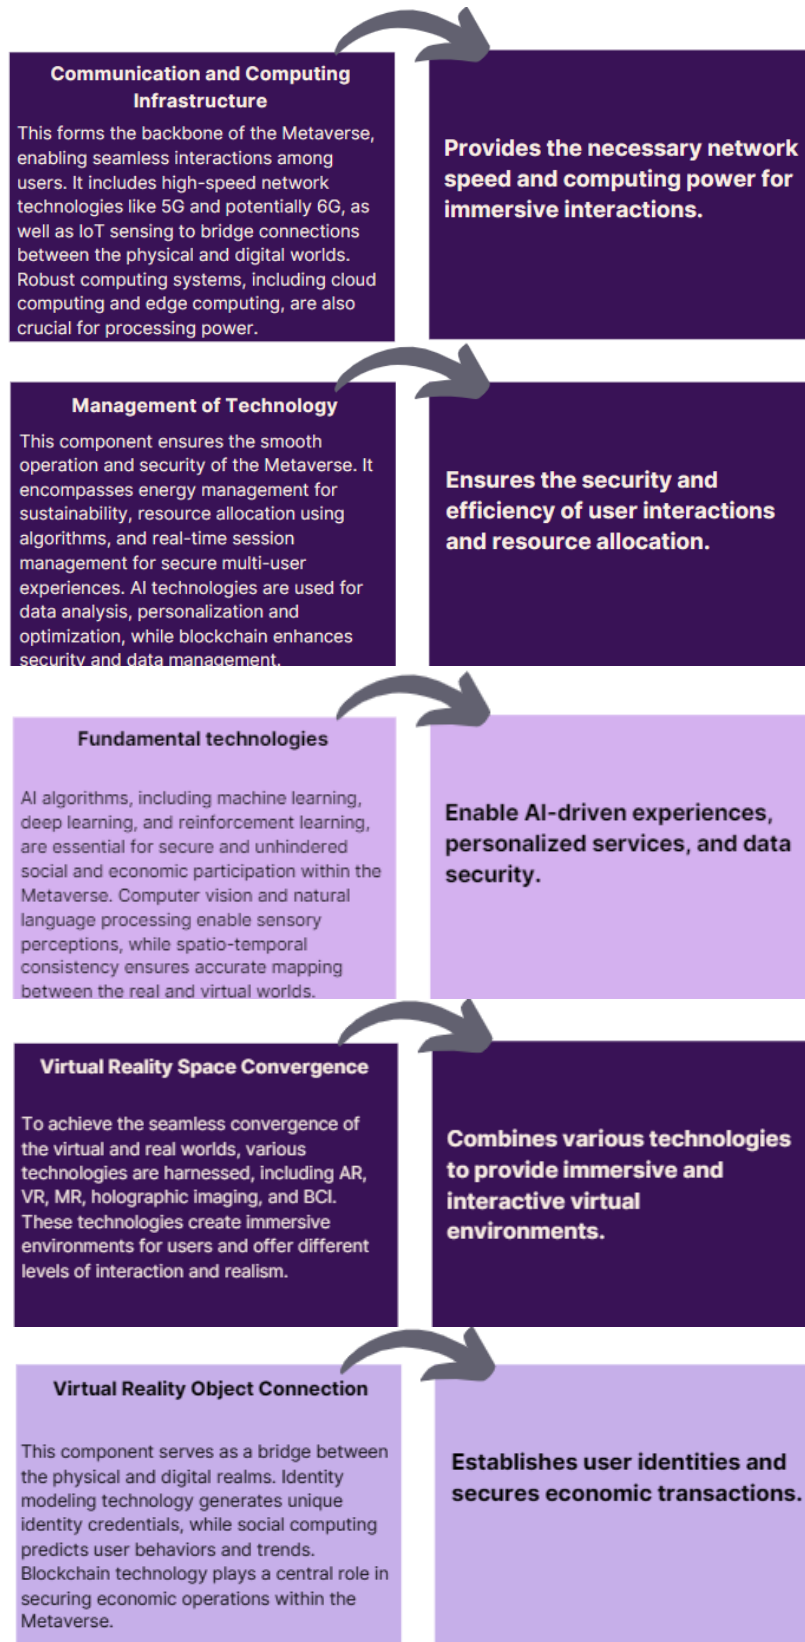 Communication and Computing
Infrastructure
This forms the backbone of the Metaverse,
enabling seamless interactions among
users. It includes high-speed network
technologies like 5G and potentially 6G, as
well as IoT sensing to bridge connections
between the physical and digital worlds.
Robust computing systems, including cloud
computing and edge computing, are also
crucial for processing power.
Provides the necessary network
speed and computing power for
immersive interactions.
Management of Technology
This component ensures the smooth
operation and security of the Metaverse. It
encompasses energy management for
sustainability, resource allocation using
algorithms, and real-time session
management for secure multi-user
experiences. AI technologies are used for
data analysis, personalization and
optimization, while blockchain enhances
security and data management.
Ensures the security and
efficiency of user interactions
and resource allocation.
Fundamental technologies
AI algorithms, including machine learning,
deep learning, and reinforcement learning,
are essential for secure and unhindered
social and economic participation within the
Metaverse. Computer vision and natural
language processing enable sensory
perceptions, while spatio-temporal
consistency ensures accurate mapping
between the real and virtual worlds.
Enable AI-driven experiences,
personalized services, and data
security.
Virtual Reality Space Convergence
To achieve the seamless convergence of
the virtual and real worlds, various
technologies are harnessed, including AR,
VR, MR, holographic imaging, and BCI.
These technologies create immersive
environments for users and offer different
levels of interaction and realism.
Combines various technologies
to provide immersive and
interactive virtual
environments.
Virtual Reality Object Connection
This component serves as a bridge between
the physical and digital realms. Identity
modeling technology generates unique
identity credentials, while social computing
predicts user behaviors and trends.
Blockchain technology plays a central role in
securing economic operations within the
Metaverse.
Establishes user identities and
secures economic transactions.